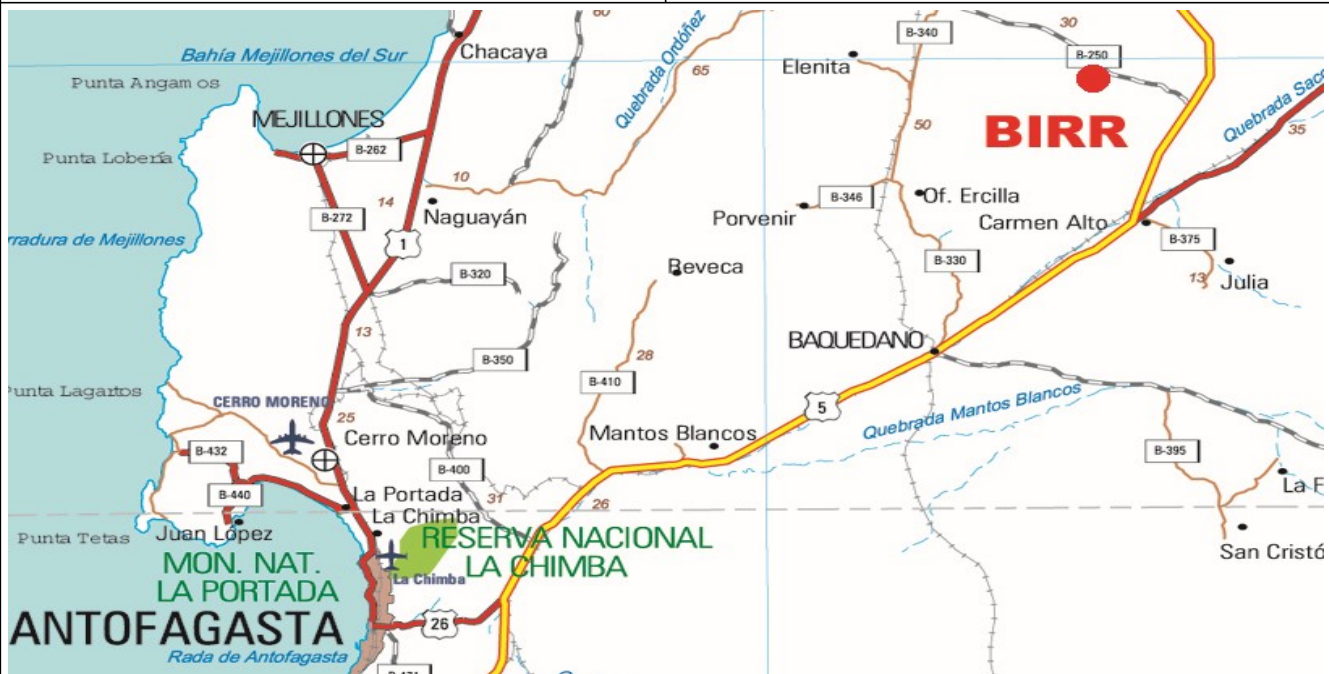 60
30
Chacaya
Bahía Mejillones del Sur
Quebrada Ordóñez
65
B-340
Elenita
B-250
Punta Angamos
BIRR
MEJILLONES
B-262
Punta Lobería
50
Quebrada Sac
35
10
14
Naguayán
B-272
1
Porvenir
B-346
Of. Ercilla
Carmen Alto
B-375
Julia
13
rradura de Mejillones
B-320
Reveca
B-330
13
B-350
28
B-410
BAQUEDANO
Punta Lagartos
CERRO MORENO
25
Cerro Moreno
5
Quebrada Mantos Blancos
Mantos Blancos
B-432
B-440
B-400
31
26
B-395
La Portada
La Chimba
La F
Punta Tetas
Juan López
San Cristó
MON. NAT.
LA PORTADA
RESERVA NACIONAL
LA CHIMBA
La Chimba
ANTOFAGASTA
26
Rada de Antofagasta